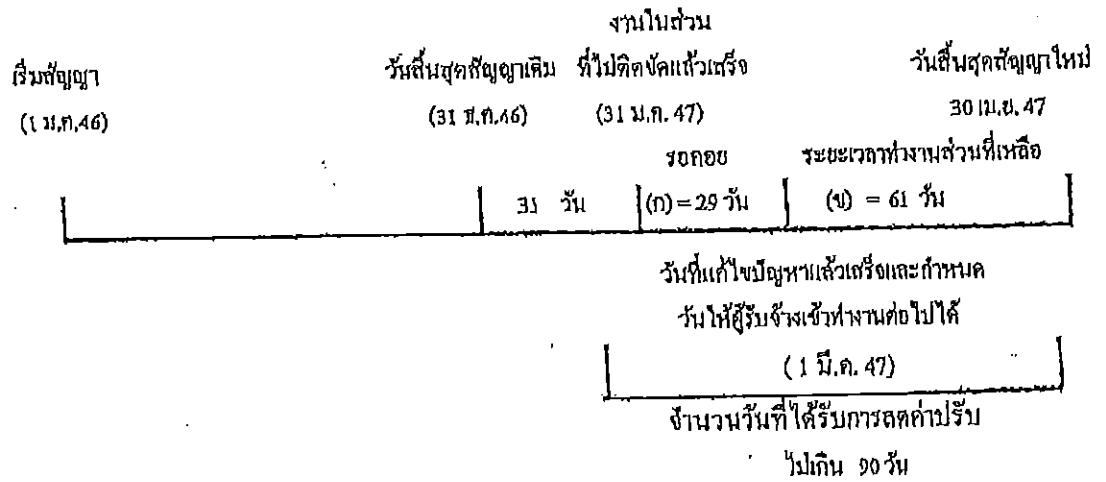 งานในส่วน
เริ่มสัญญา วันสิ้นสุดสัญญาเดิม ที่ไม่ติดขัดแล้วเสร็จ วันสิ้นสุดสัญญาใหม่
(1 ม.ค.46) (31 ธ.ค.46) (31 ม.ค. 47) 30 เม.ย. 47
รอคอย ระยะเวลาทำงานส่วนที่เหลือ
31 วัน (ก) = 29 วัน (ข) = 61 วัน
วันที่แก้ไขปัญหาแล้วเสร็จและกำหนด
วันให้ผู้รับจ้างเข้าทำงานต่อไปได้
(1 มี.ค. 47)
จำนวนวันที่ได้รับการลดค่าปรับ
ไม่เกิน 90 วัน